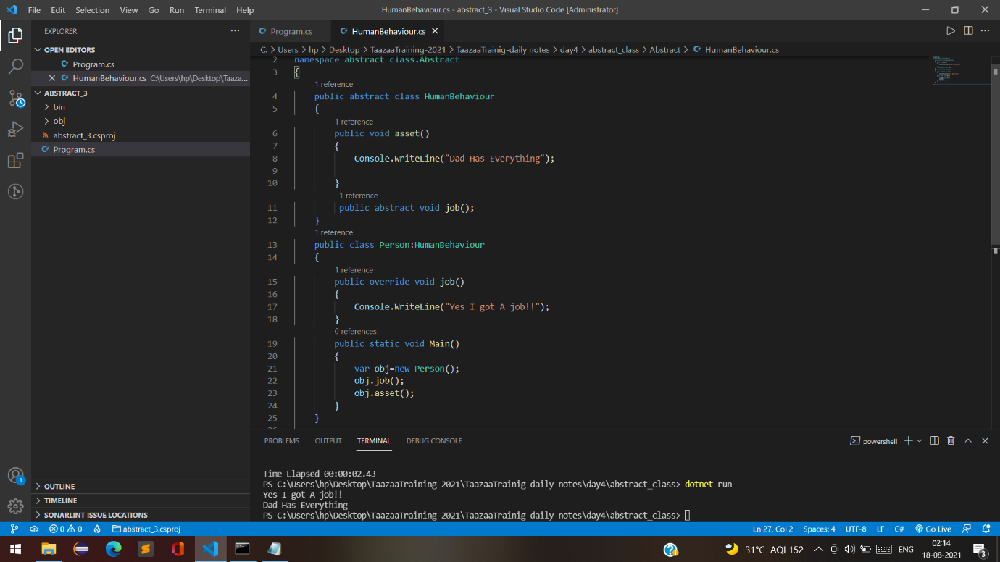 File Edit Selection View Go Run Terminal Help
HumanBehaviour.cs - abstract_3 - Visual Studio Code [Administrator]
EXPLORER
OPEN EDITORS
Program.cs
HumanBehaviour.cs C:\Users\hp\Desktop\Taazaa...
ABSTRACT_3
bin
obj
abstract_3.csproj
Program.cs
OUTLINE
TIMELINE
SONARLINT ISSUE LOCATIONS
1
Program.cs HumanBehaviour.cs
C: > Users > hp > Desktop > TaazaaTraining-2021 > TaazaaTrainig-daily notes > day4 > abstract_class > Abstract > HumanBehaviour.cs
2 namespace abstract_class.Abstract
3 {
1 reference
4 public abstract class HumanBehaviour
5 {
1 reference
6 public void asset()
7 {
8 Console.WriteLine("Dad Has Everything");
9
10 }
1 reference
11 public abstract void job();
12 }
1 reference
13 public class Person:HumanBehaviour
14 {
1 reference
15 public override void job()
16 {
17 Console.WriteLine("Yes I got A job!!");
18 }
0 references
19 public static void Main()
20 {
21 var obj=new Person();
22 obj.job();
23 obj.asset();
24 }
25 }
PROBLEMS OUTPUT TERMINAL DEBUG CONSOLE
powershell
Time Elapsed 00:00:02.43
PS C:\Users\hp\Desktop\TaazaaTraining-2021\TaazaaTrainig-daily notes\day4\abstract_class> dotnet run
Yes I got A job!!
Dad Has Everything
PS C:\Users\hp\Desktop\TaazaaTraining-2021\TaazaaTrainig-daily notes\day4\abstract_class>
0 0 abstract_3.csproj
Ln 27, Col 2 Spaces: 4 UTF-8 LF C# Go Live
31°C AQI 152 ENG
02:14
18-08-2021
3